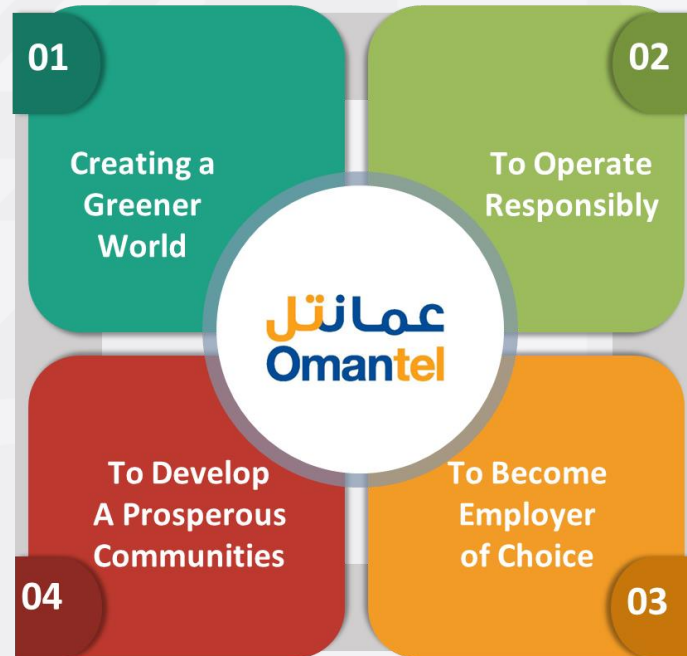 01
Creating a
Greener
World
02
To Operate
Responsibly
عمانتل
Omantel
04
To Develop
A Prosperous
Communities
03
To Become
Employer
of Choice